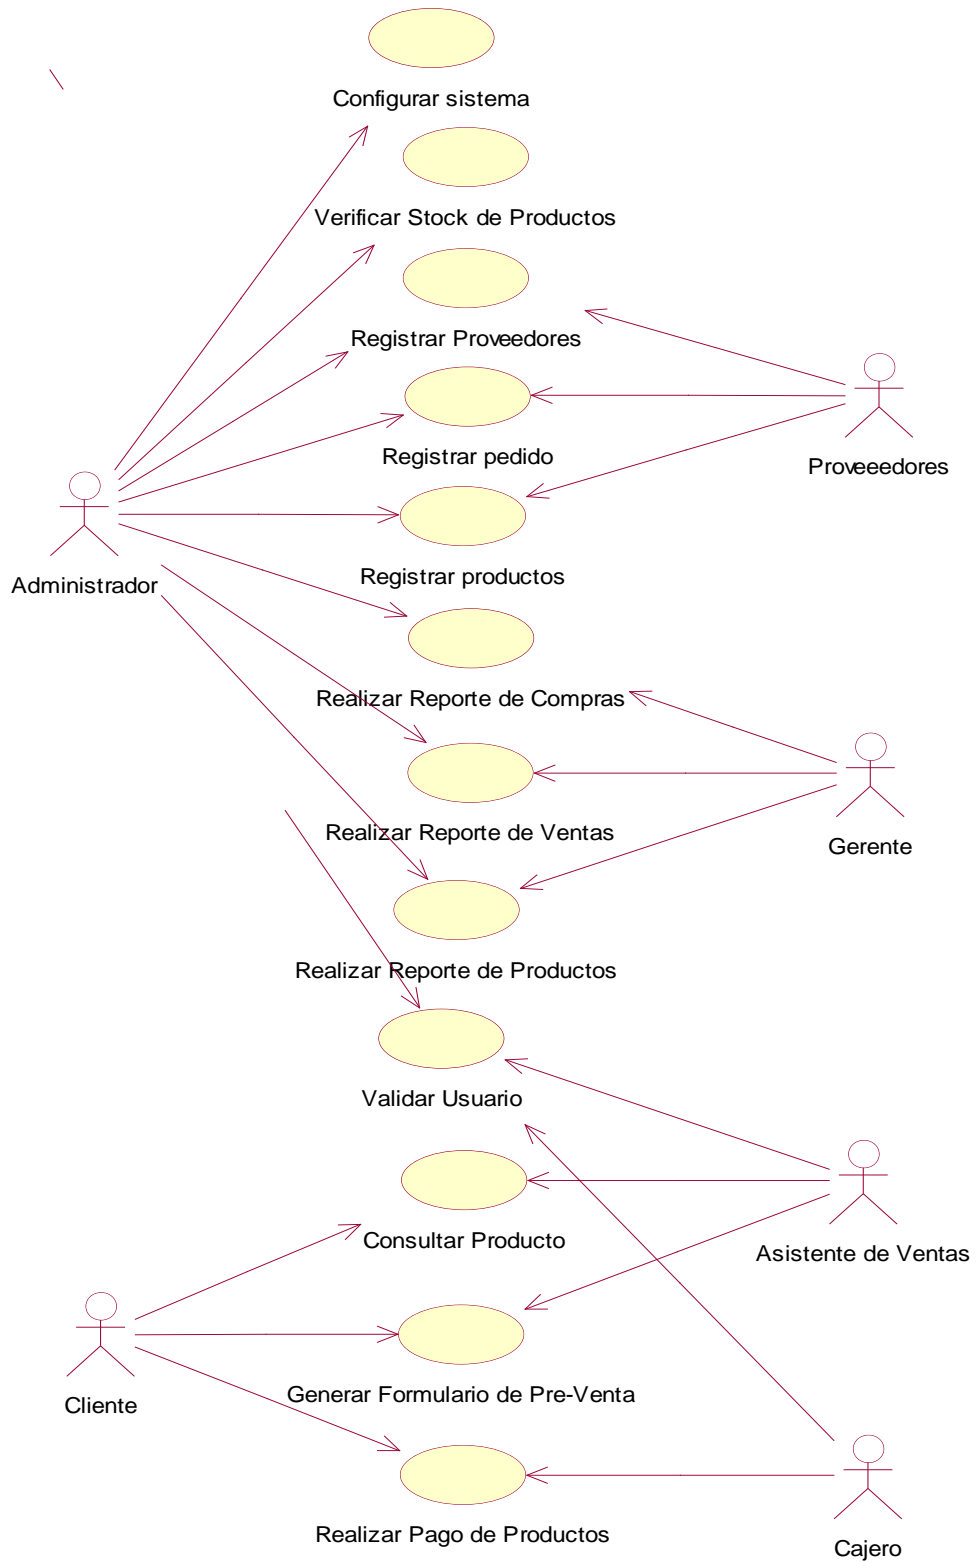 Configurar sistema
Verificar Stock de Productos
Registrar Proveedores
Registrar pedido
Proveeedores
Registrar productos
Administrador
Realizar Reporte de Compras
Realizar Reporte de Ventas
Gerente
Realizar Reporte de Productos
Validar Usuario
Consultar Producto
Asistente de Ventas
Generar Formulario de Pre-Venta
Cliente
Realizar Pago de Productos
Cajero